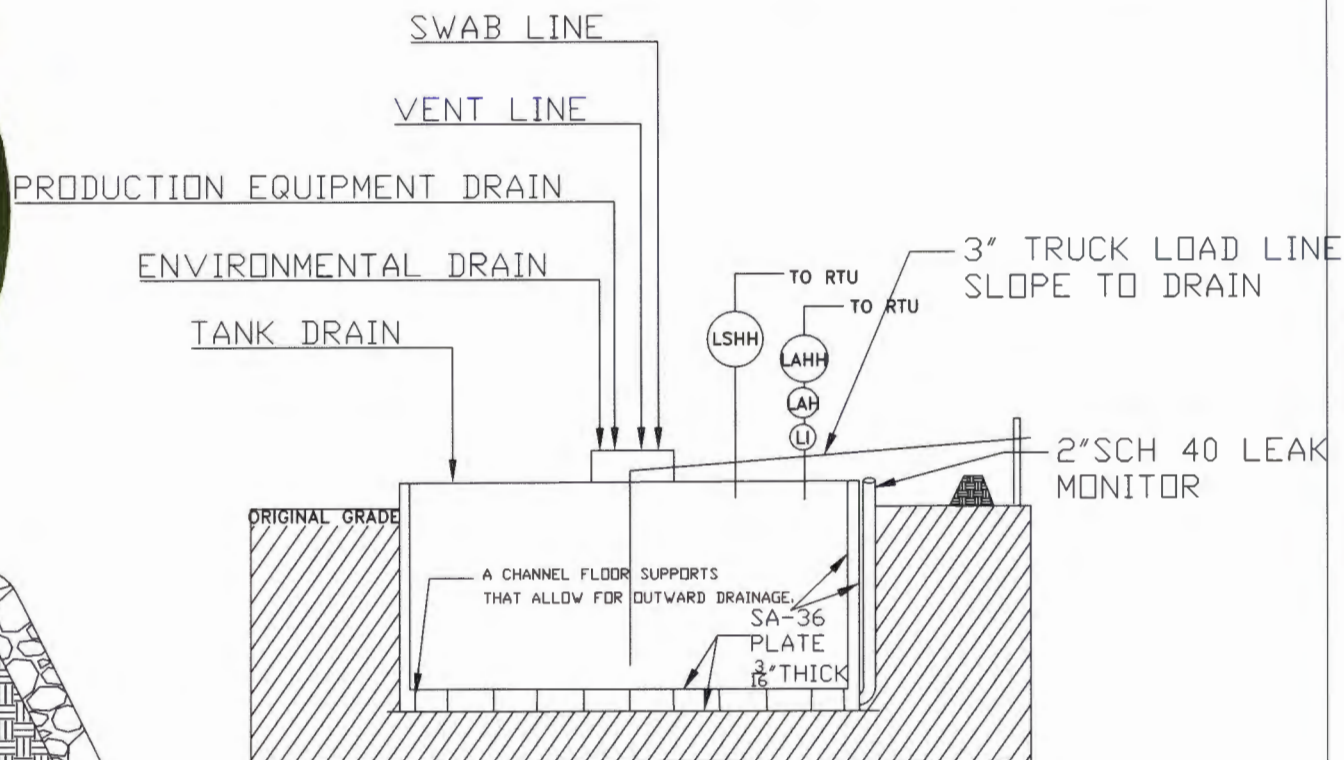 SWAB LINE
VENT LINE
PRODUCTION EQUIPMENT DRAIN
ENVIRONMENTAL DRAIN
TANK DRAIN
3" TRUCK LOAD LINE
SLOPE TO DRAIN
TO RTU
TO RTU
LSHH
LAHH
LAH
LI
2"SCH 40 LEAK
MONITOR
ORIGINAL GRADE
A CHANNEL FLOOR SUPPORTS
THAT ALLOW FOR OUTWARD DRAINAGE.
SA-36
PLATE
3/16"THICK